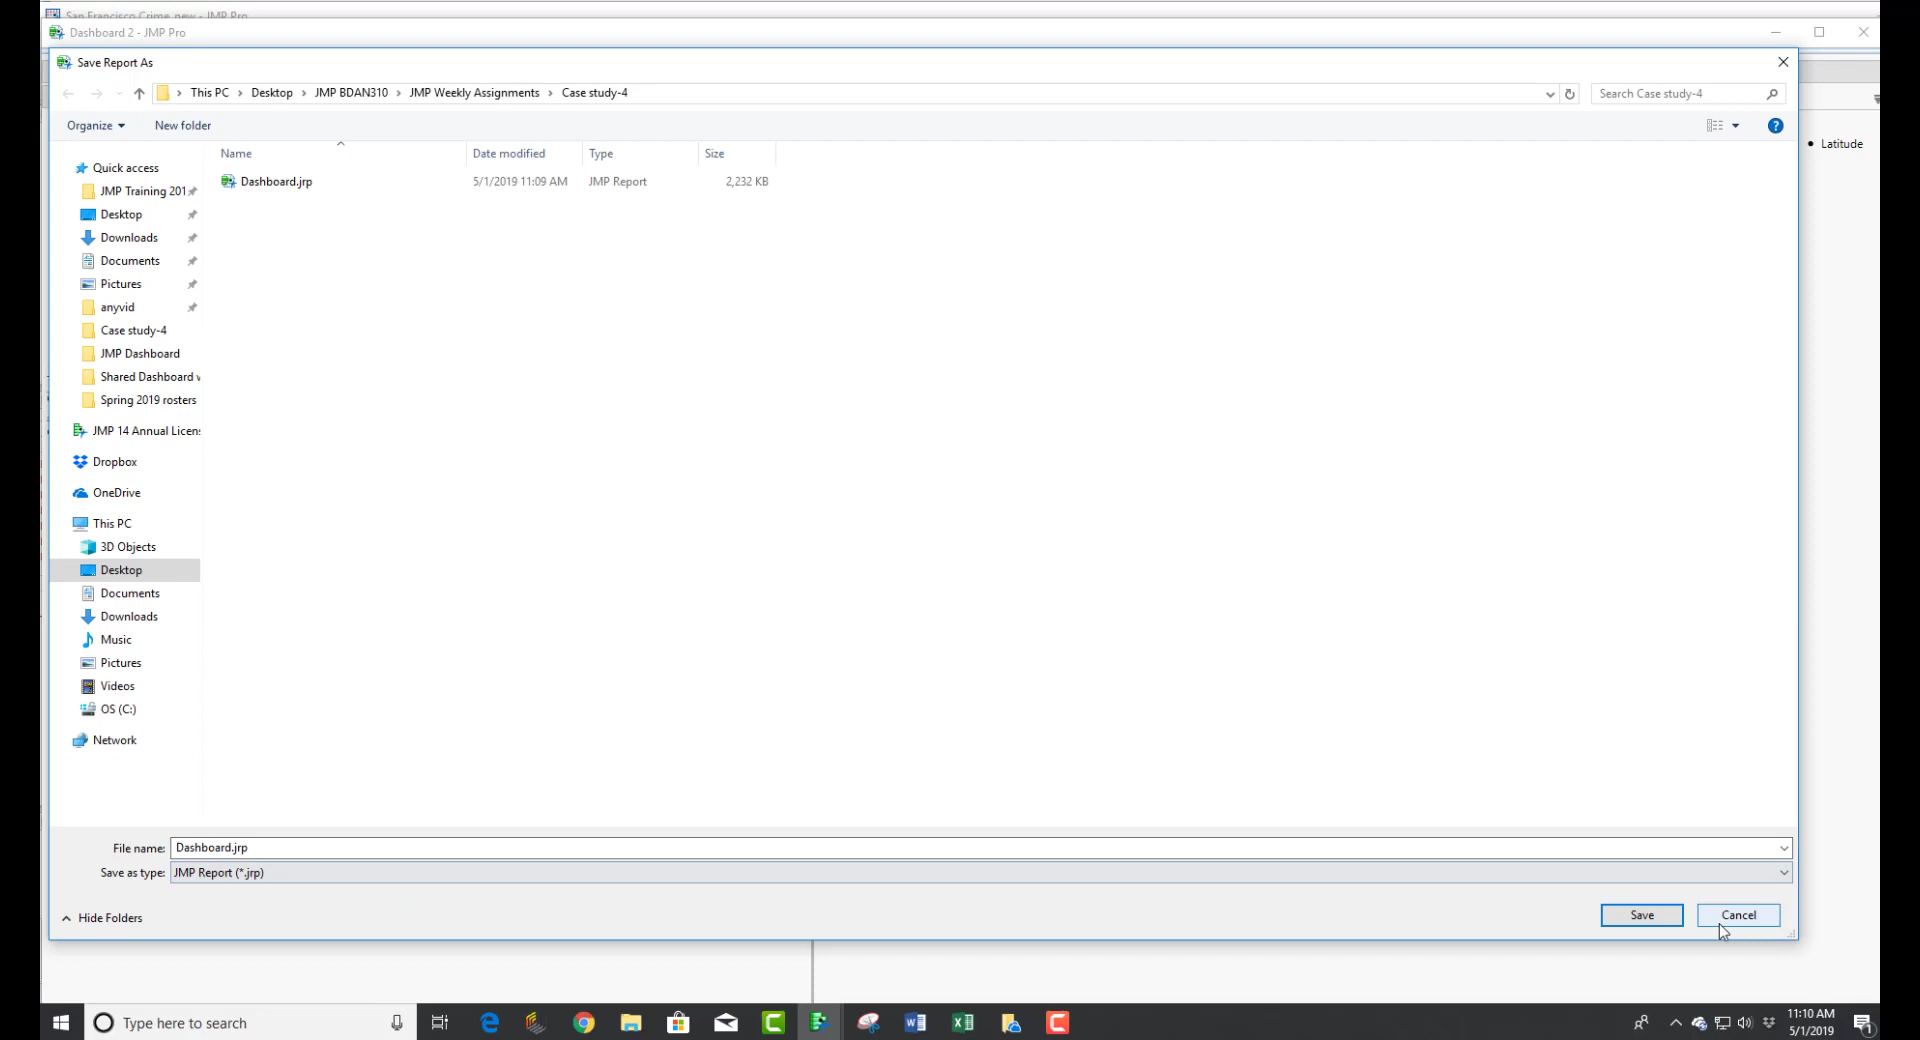 San Francisco Crime_new - JMP Pro
Dashboard 2 - JMP Pro
Save Report As
This PC > Desktop > JMP BDAN310 > JMP Weekly Assignments > Case study-4
Search Case study-4
Organize
New folder
Latitude
Name
Date modified
Type
Size
Dashboard.jrp
5/1/2019 11:09 AM
JMP Report
2,232 KB
Quick access
JMP Training 201
Desktop
Downloads
Documents
Pictures
anyvid
Case study-4
JMP Dashboard
Shared Dashboard
Spring 2019 rosters
JMP 14 Annual Licens
Dropbox
OneDrive
This PC
3D Objects
Desktop
Documents
Downloads
Music
Pictures
Videos
OS (C:)
Network
File name: Dashboard.jrp
Save as type: JMP Report (*.jrp)
Hide Folders
Save
Cancel
Type here to search
11:10 AM
5/1/2019
1